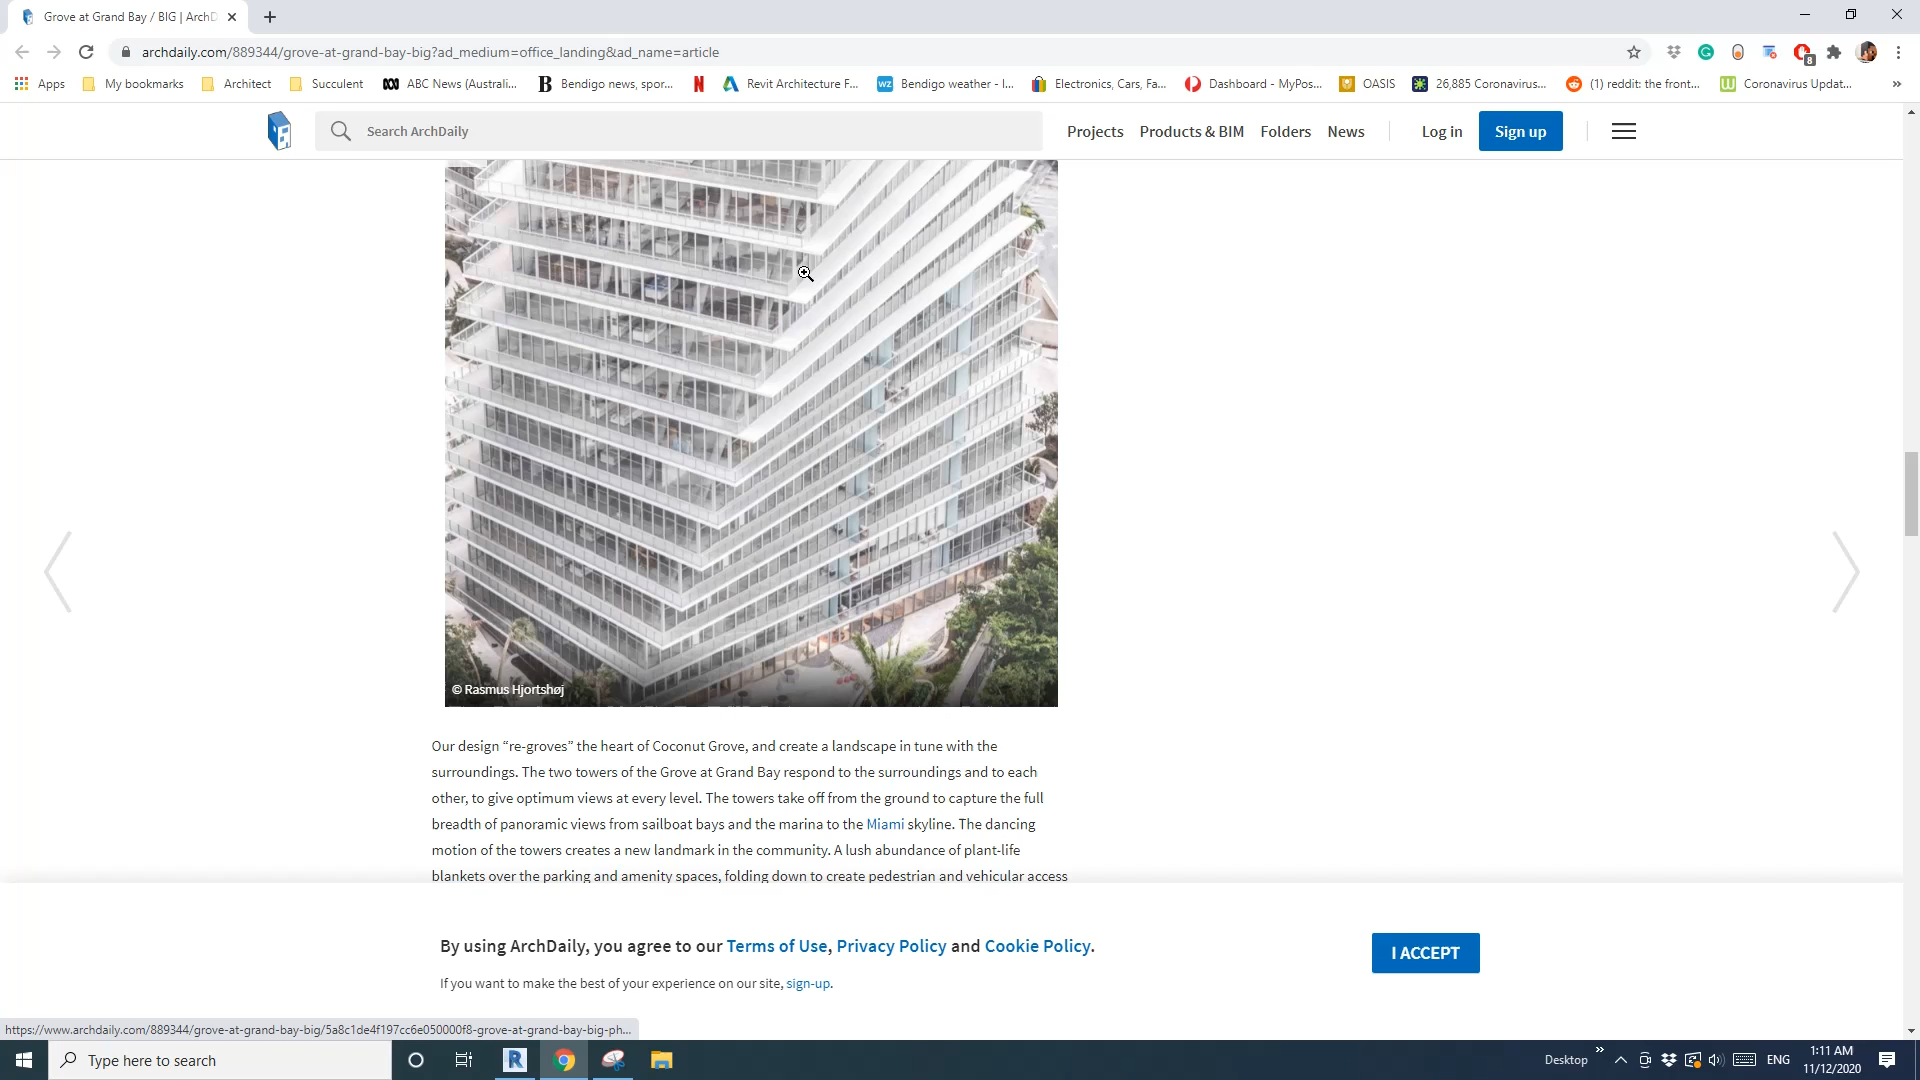 Grove at Grand Bay / BIG | ArchD
archdaily.com/889344/grove-at-grand-bay-big?ad_medium=office_landing&ad_name=article
8
Apps My bookmarks Architect Succulent ABC News (Australi... B Bendigo news, spor... N Revit Architecture F... WZ Bendigo weather - I... Electronics, Cars, Fa... Dashboard - MyPos... OASIS 26,885 Coronavirus... (1) reddit: the front... W Coronavirus Updat... »
Search ArchDaily Projects Products & BIM Folders News Log in Sign up
© Rasmus Hjortshøj
Our design “re-groves” the heart of Coconut Grove, and create a landscape in tune with the
surroundings. The two towers of the Grove at Grand Bay respond to the surroundings and to each
other, to give optimum views at every level. The towers take off from the ground to capture the full
breadth of panoramic views from sailboat bays and the marina to the Miami skyline. The dancing
motion of the towers creates a new landmark in the community. A lush abundance of plant-life
blankets over the parking and amenity spaces, folding down to create pedestrian and vehicular access
By using ArchDaily, you agree to our Terms of Use, Privacy Policy and Cookie Policy.
I ACCEPT
If you want to make the best of your experience on our site, sign-up.
https://www.archdaily.com/889344/grove-at-grand-bay-big/5a8c1de4f197cc6e050000f8-grove-at-grand-bay-big-ph...
Type here to search R Desktop » ENG 1:11 AM
11/12/2020